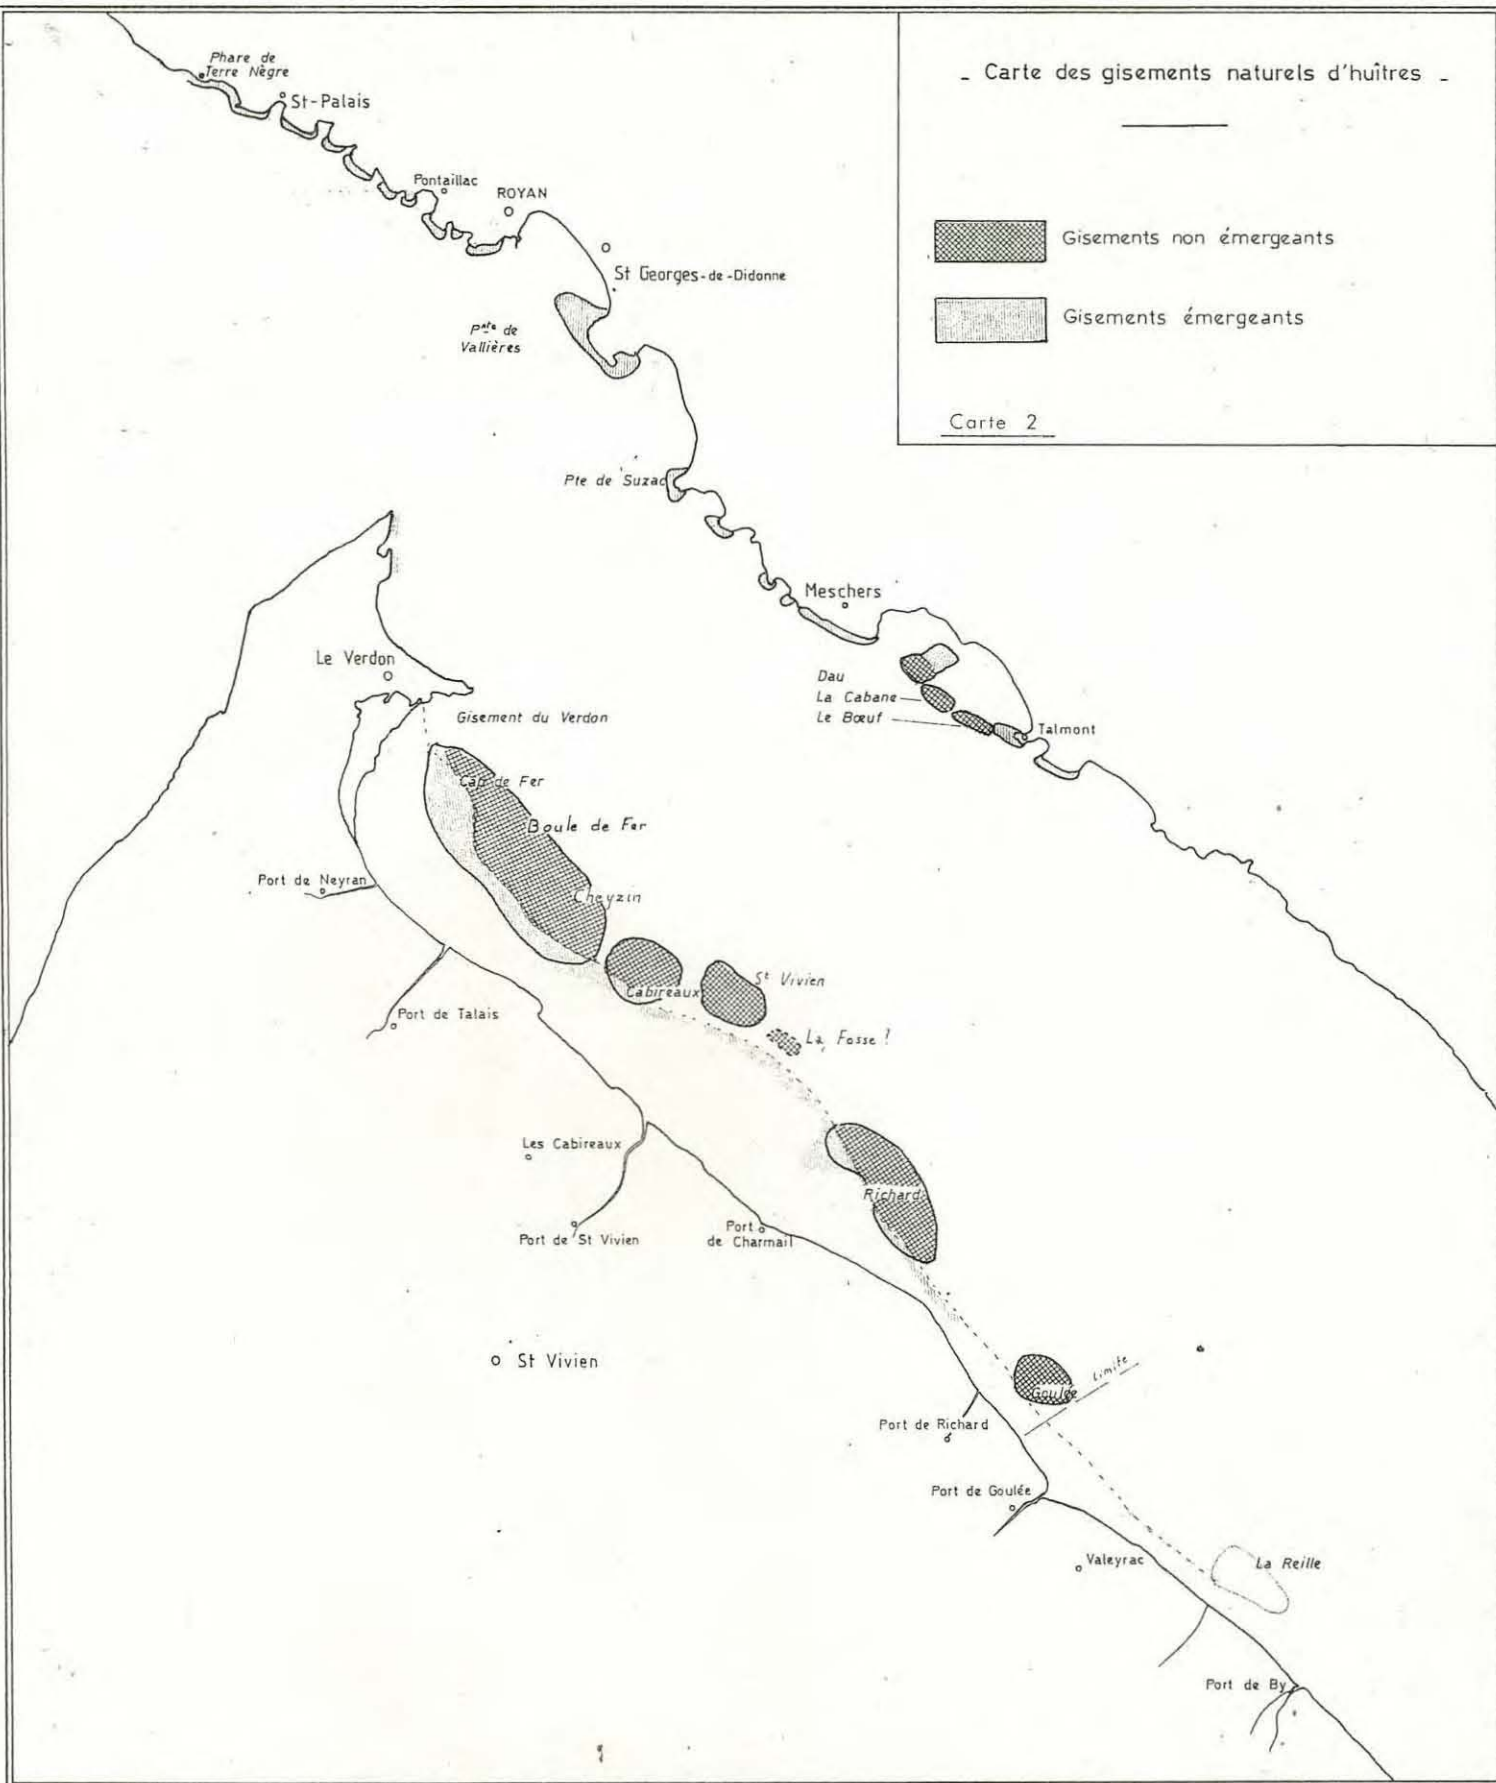 - Carte des gisements naturels d'huîtres -
Gisements non émergeants
Gisements émergeants
Carte 2
Phare de
Terre Nègre
St-Palais
Pontaillac
ROYAN
St Georges-de-Didonne
Pnte de
Vallières
Pte de Suzac
Meschers
Dau
La Cabane
Le Bœuf
Talmont
Le Verdon
Gisement du Verdon
Cap de Fer
Boule de Fer
Cheyzin
Port de Neyran
Cabireaux
St Vivien
La Fosse ?
Port de Talais
Les Cabireaux
Port de St Vivien
Port
de Charmail
Richard
St Vivien
Goulée
Limite
Port de Richard
Port de Goulée
Valeyrac
La Reille
Port de By